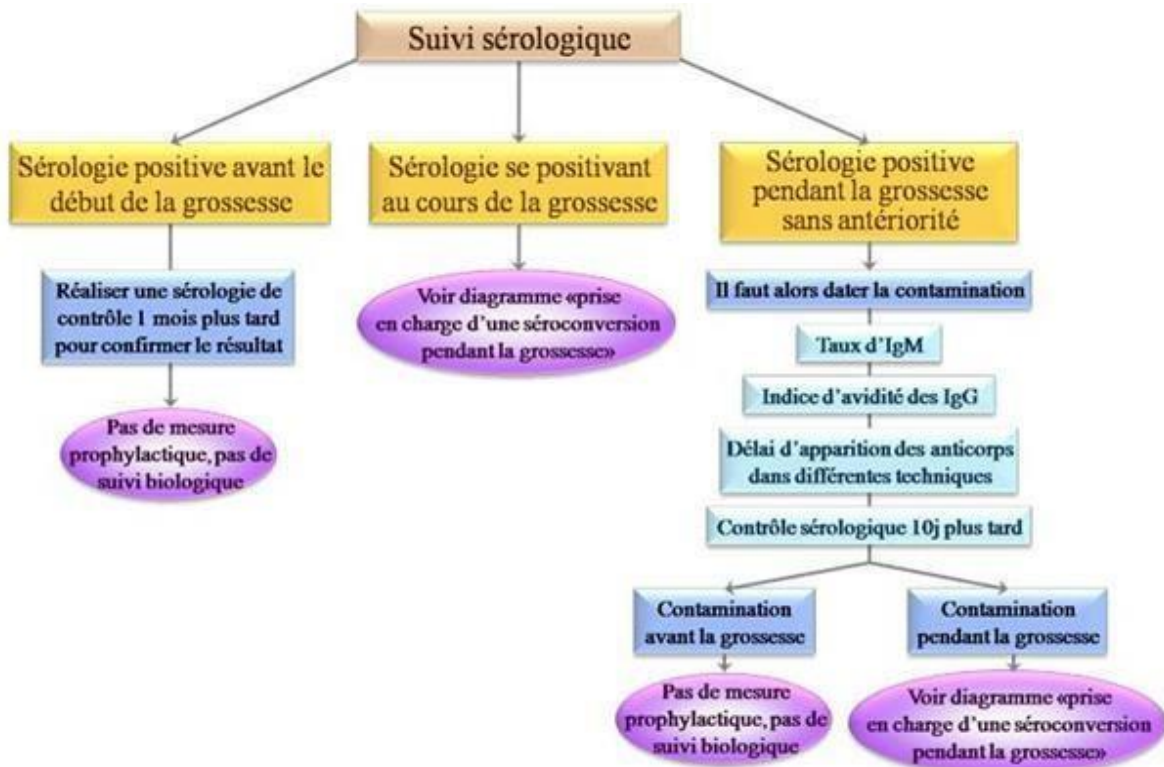 Suivi sérologique
Sérologie positive avant le
début de la grossesse
Réaliser une sérologie de
contrôle 1 mois plus tard
pour confirmer le résultat
Pas de mesure
prophylactique, pas de
suivi biologique
Sérologie se positivant
au cours de la grossesse
Voir diagramme «prise
en charge d’une séroconversion
pendant la grossesse»
Sérologie positive
pendant la grossesse
sans antériorité
Il faut alors dater la contamination
Taux d’IgM
Indice d’avidité des IgG
Délai d’apparition des anticorps
dans différentes techniques
Contrôle sérologique 10j plus tard
Contamination
avant la grossesse
Pas de mesure
prophylactique, pas de
suivi biologique
Contamination
pendant la grossesse
Voir diagramme «prise
en charge d’une séroconversion
pendant la grossesse»